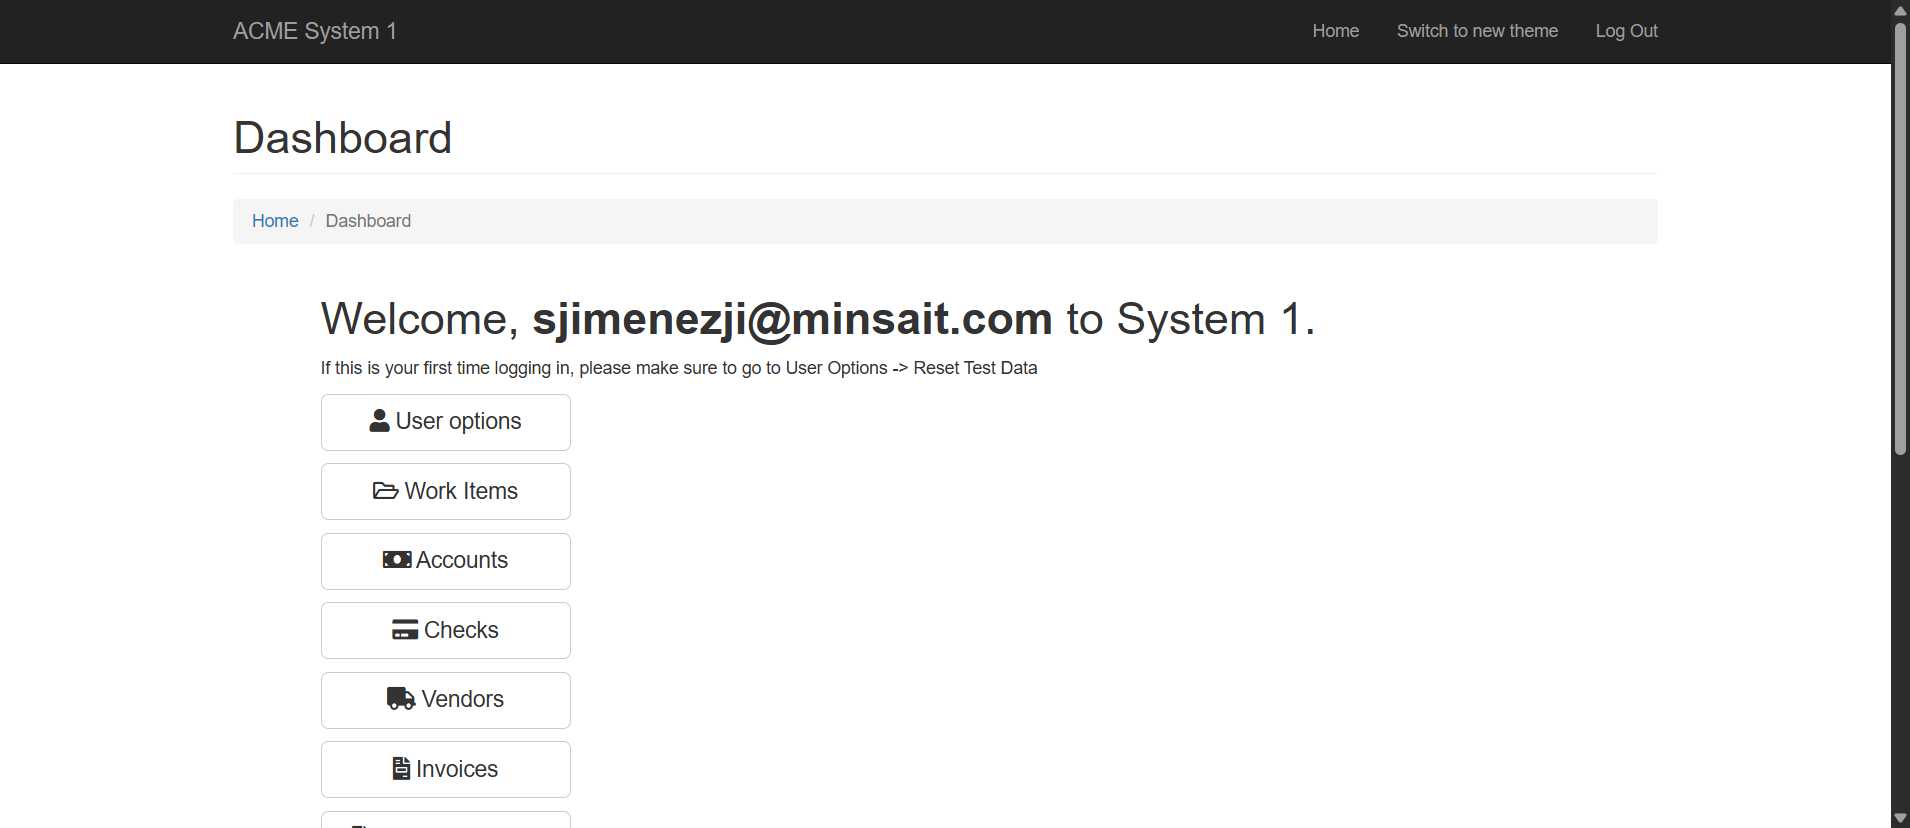 ACME System 1
Home
Switch to new theme
Log Out
Dashboard
Home / Dashboard
Welcome, sjimenezji@minsait.com to System 1.
If this is your first time logging in, please make sure to go to User Options -> Reset Test Data
User options
Work Items
Accounts
Checks
Vendors
Invoices